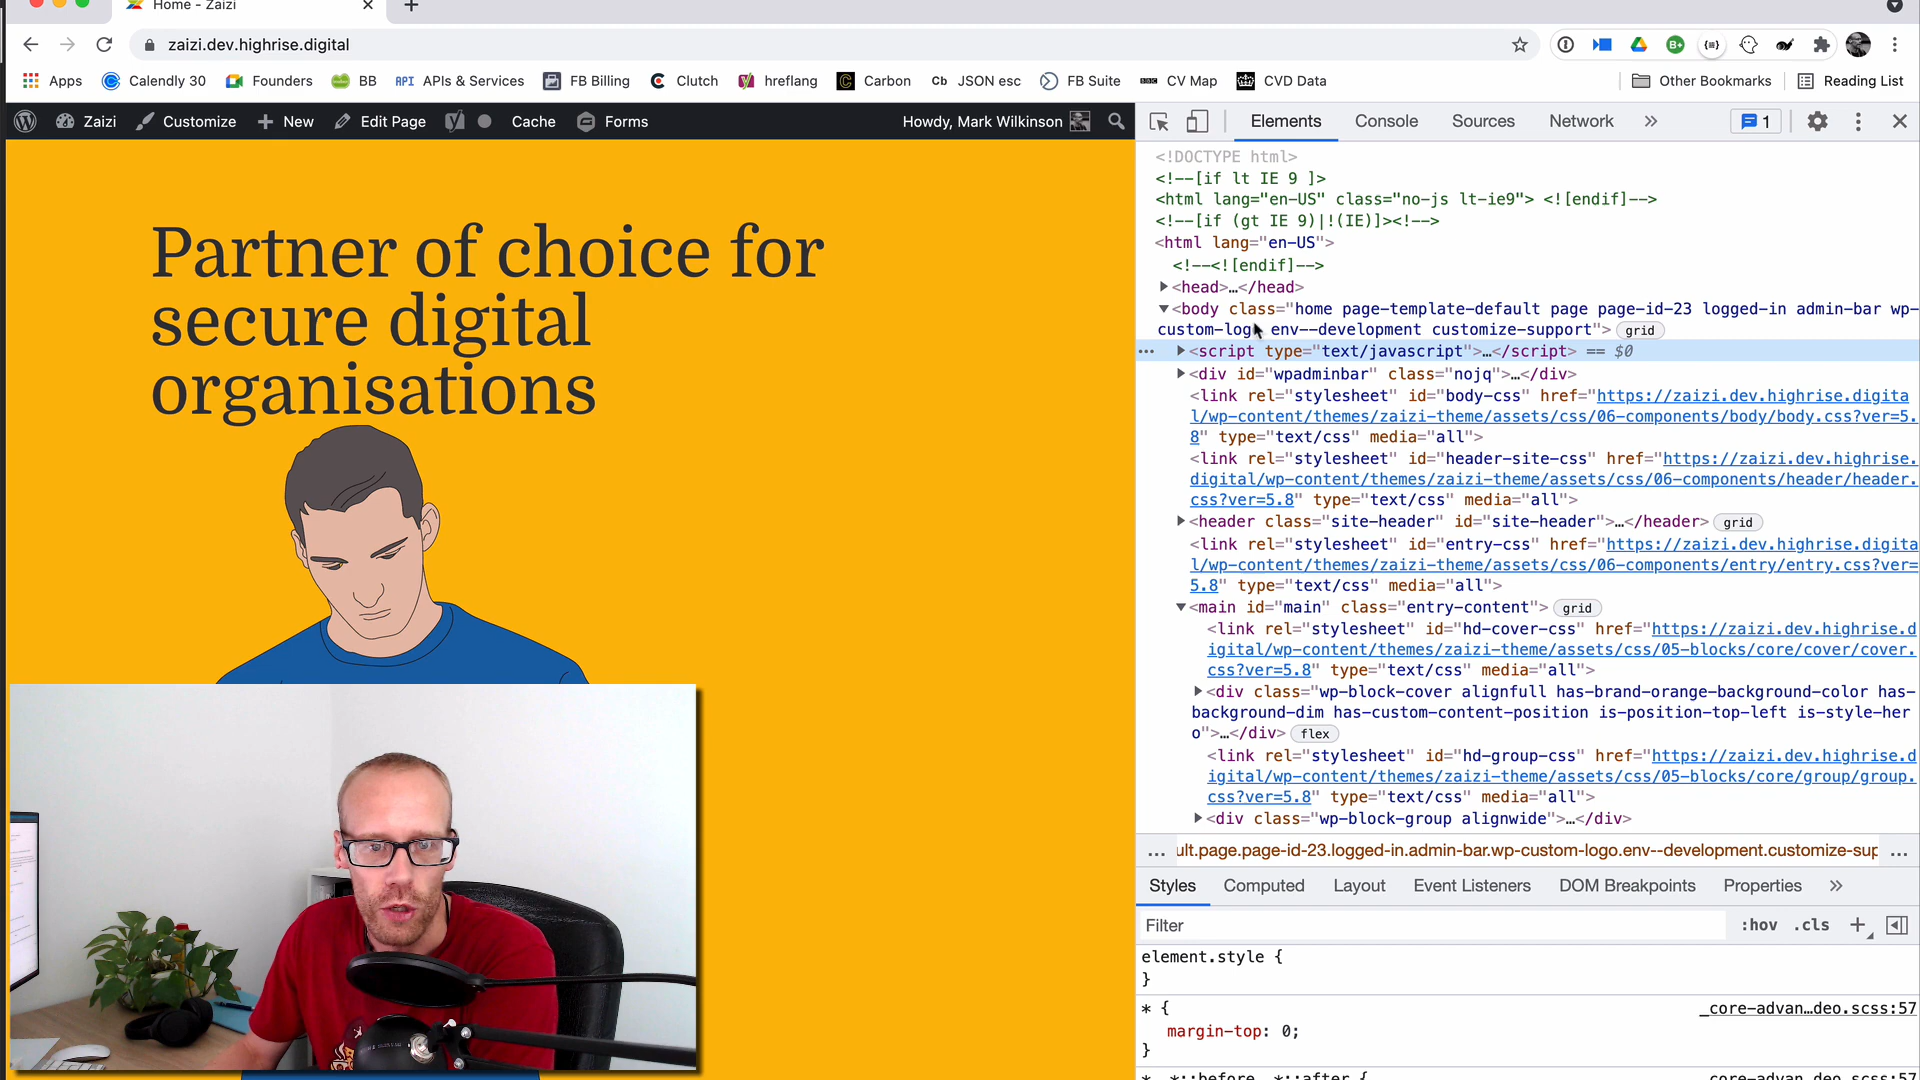 Home - Zaizi
zaizi.dev.highrise.digital
Apps Calendly 30 Founders BB API APIs & Services FB Billing Clutch hreflang Carbon Cb JSON esc FB Suite CV Map CVD Data Other Bookmarks Reading List
Zaizi Customize New Edit Page Cache Forms Howdy, Mark Wilkinson
Partner of choice for
secure digital
organisations
Elements Console Sources Network 1
<!DOCTYPE html>
<!--[if lt IE 9 ]>
<html lang="en-US" class="no-js lt-ie9"> <![endif]-->
<!--[if (gt IE 9)|!(IE)]><!-->
<html lang="en-US">
<!--<![endif]-->
<head>…</head>
<body class="home page-template-default page page-id-23 logged-in admin-bar wp-
custom-logo env--development customize-support"> grid
<script type="text/javascript">…</script> == $0
<div id="wpadminbar" class="nojq">…</div>
<link rel="stylesheet" id="body-css" href="https://zaizi.dev.highrise.digita
l/wp-content/themes/zaizi-theme/assets/css/06-components/body/body.css?ver=5.
8" type="text/css" media="all">
<link rel="stylesheet" id="header-site-css" href="https://zaizi.dev.highrise.
digital/wp-content/themes/zaizi-theme/assets/css/06-components/header/header.
css?ver=5.8" type="text/css" media="all">
<header class="site-header" id="site-header">…</header> grid
<link rel="stylesheet" id="entry-css" href="https://zaizi.dev.highrise.digita
l/wp-content/themes/zaizi-theme/assets/css/06-components/entry/entry.css?ver=
5.8" type="text/css" media="all">
<main id="main" class="entry-content"> grid
<link rel="stylesheet" id="hd-cover-css" href="https://zaizi.dev.highrise.d
igital/wp-content/themes/zaizi-theme/assets/css/05-blocks/core/cover/cover.
css?ver=5.8" type="text/css" media="all">
<div class="wp-block-cover alignfull has-brand-orange-background-color has-
background-dim has-custom-content-position is-position-top-left is-style-her
o">…</div> flex
<link rel="stylesheet" id="hd-group-css" href="https://zaizi.dev.highrise.d
igital/wp-content/themes/zaizi-theme/assets/css/05-blocks/core/group/group.
css?ver=5.8" type="text/css" media="all">
<div class="wp-block-group alignwide">…</div>
… ult.page.page-id-23.logged-in.admin-bar.wp-custom-logo.env--development.customize-sup …
Styles Computed Layout Event Listeners DOM Breakpoints Properties
Filter :hov .cls
element.style {
}
* { _core-advan…deo.scss:57
margin-top: 0;
}
*, *::before, *::after { core-advan…deo.scss:57